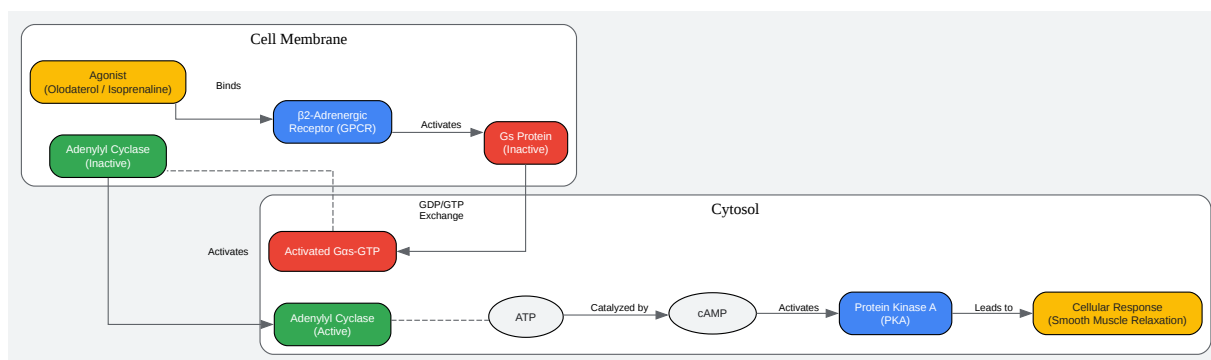 Cell Membrane
Agonist
(Olodaterol / Isoprenaline)
Binds
β2-Adrenergic
Receptor (GPCR)
Activates
Gs Protein
(Inactive)
Adenylyl Cyclase
(Inactive)
GDP/GTP
Exchange
Cytosol
Activates
Activated Gαs-GTP
Adenylyl Cyclase
(Active)
ATP
Catalyzed by
cAMP
Activates
Protein Kinase A
(PKA)
Leads to
Cellular Response
(Smooth Muscle Relaxation)